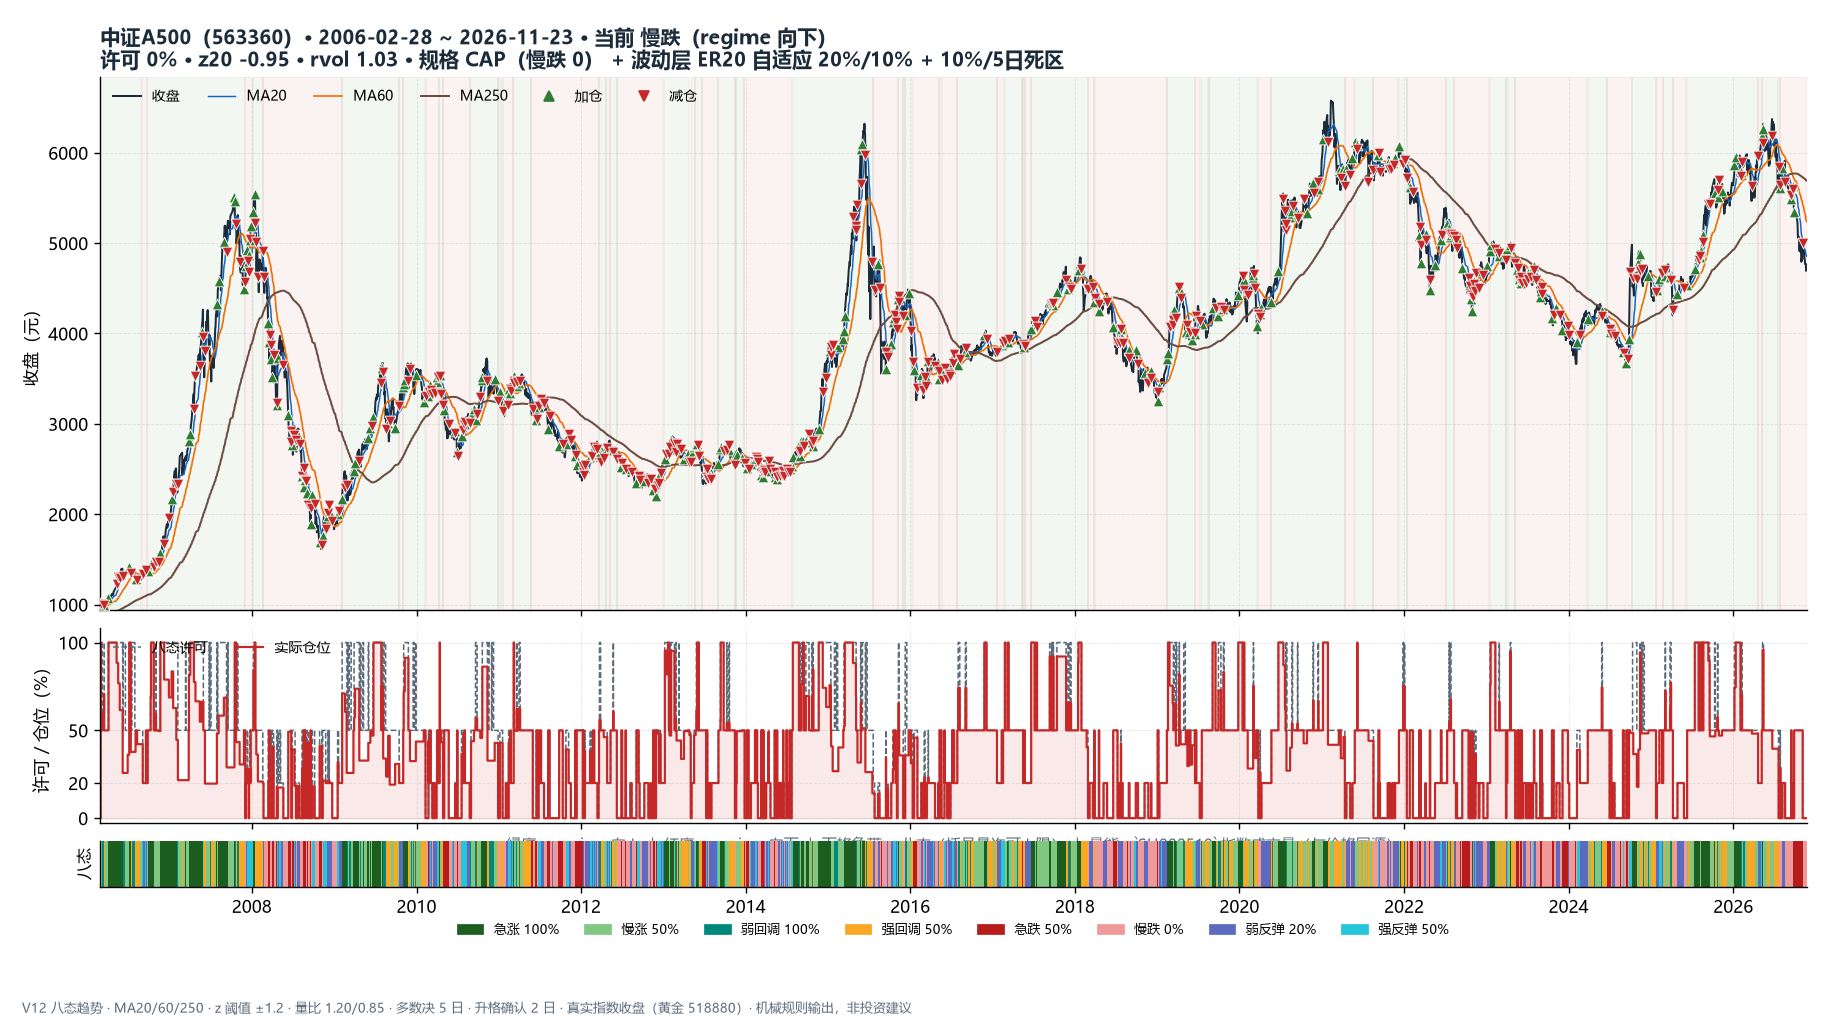 中证A500（563360）• 2006-02-28 ~ 2026-11-23 • 当前 慢跌（regime 向下）
许可 0% • z20 -0.95 • rvol 1.03 • 规格 CAP（慢跌 0） + 波动层 ER20 自适应 20%/10% + 10%/5日死区
收盘 MA20 MA60 MA250 加仓 减仓
收盘（元）
6000
5000
4000
3000
2000
1000
八态许可 实际仓位
许可 / 仓位（%）
100
50
20
0
八态
2008 2010 2012 2014 2016 2018 2020 2022 2024 2026
急涨 100% 慢涨 50% 弱回调 100% 强回调 50% 急跌 50% 慢跌 0% 弱反弹 20% 强反弹 50%
V12 八态趋势 · MA20/60/250 · z 阈值 ±1.2 · 量比 1.20/0.85 · 多数决 5 日 · 升格确认 2 日 · 真实指数收盘（黄金 518880）· 机械规则输出，非投资建议